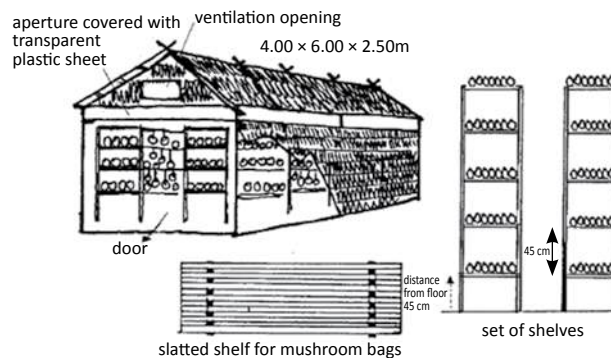 aperture covered with
transparent
plastic sheet
ventilation opening
4.00 × 6.00 × 2.50m
door
45 cm
distance
from floor
45 cm
slatted shelf for mushroom bags
set of shelves